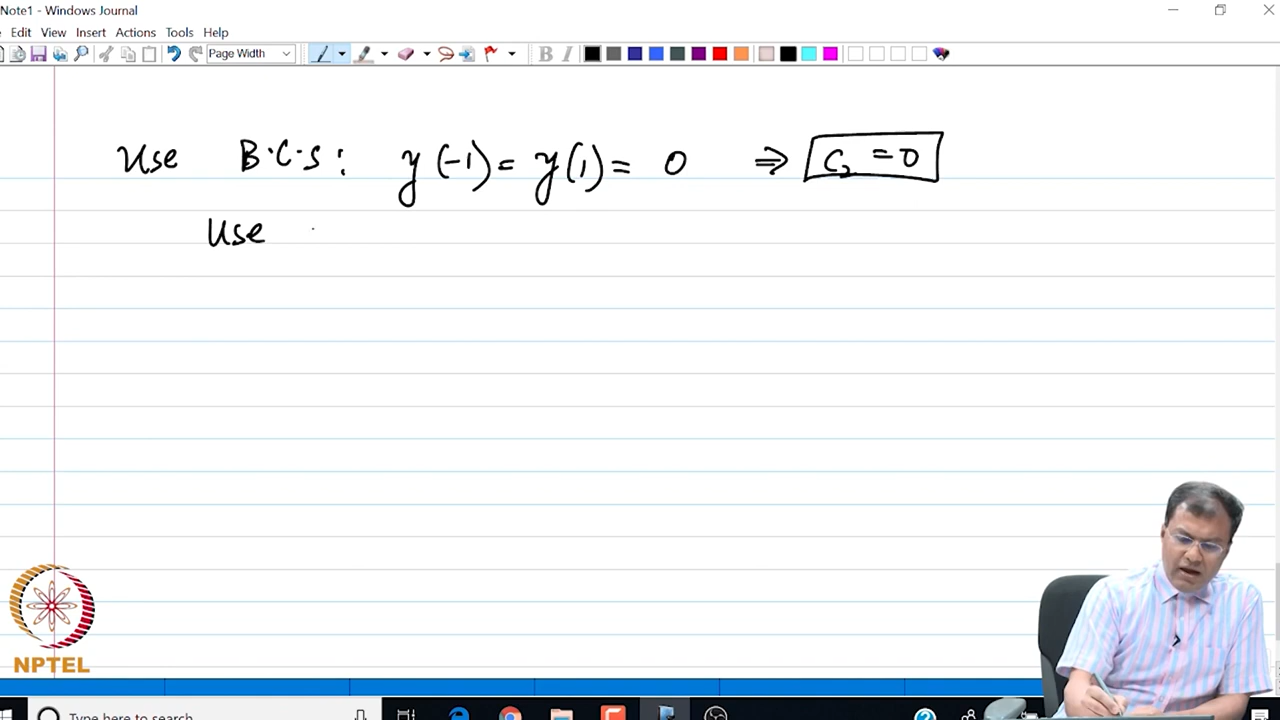 Note1 - Windows Journal
Edit View Insert Actions Tools Help
Page Width
B I
Use B.C.S: y(-1) = y(1) = 0 ⇒ C₂ = 0
Use
NPTEL
Type here to search